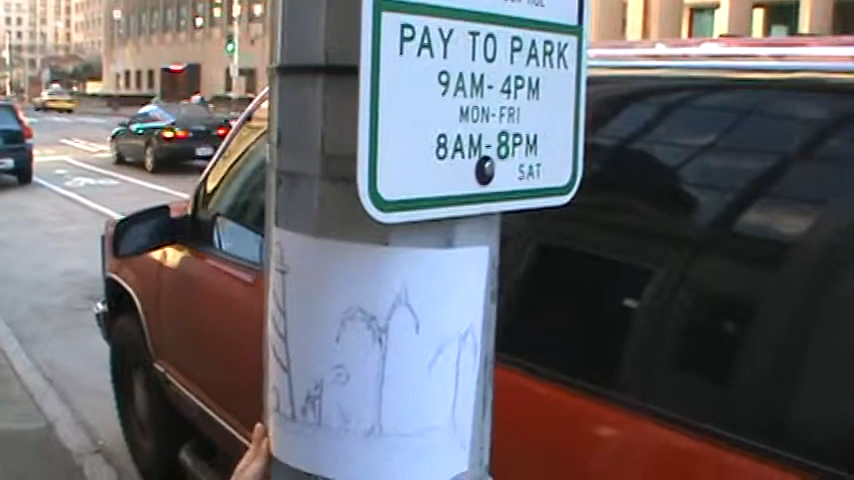 PAY TO PARK
9AM-4PM
MON-FRI
8AM-8PM
SAT